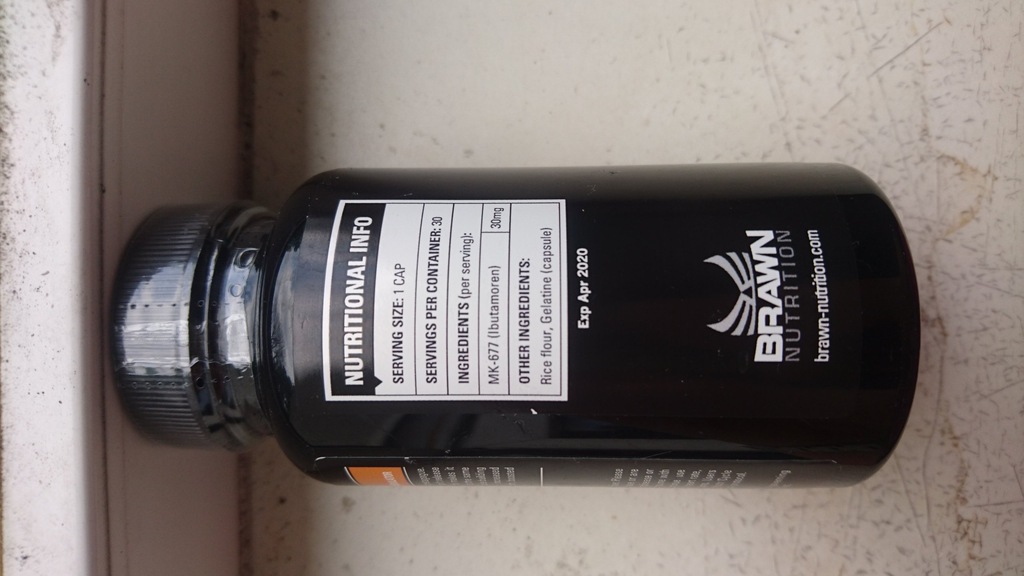 NUTRITIONAL INFO
SERVING SIZE: 1 CAP
SERVINGS PER CONTAINER: 30
INGREDIENTS (per serving):
MK-677 (Ibutamoren) 30mg
OTHER INGREDIENTS:
Rice flour, Gelatine (capsule)
Exp Apr 2020
BRAWN
NUTRITION
brawn-nutrition.com